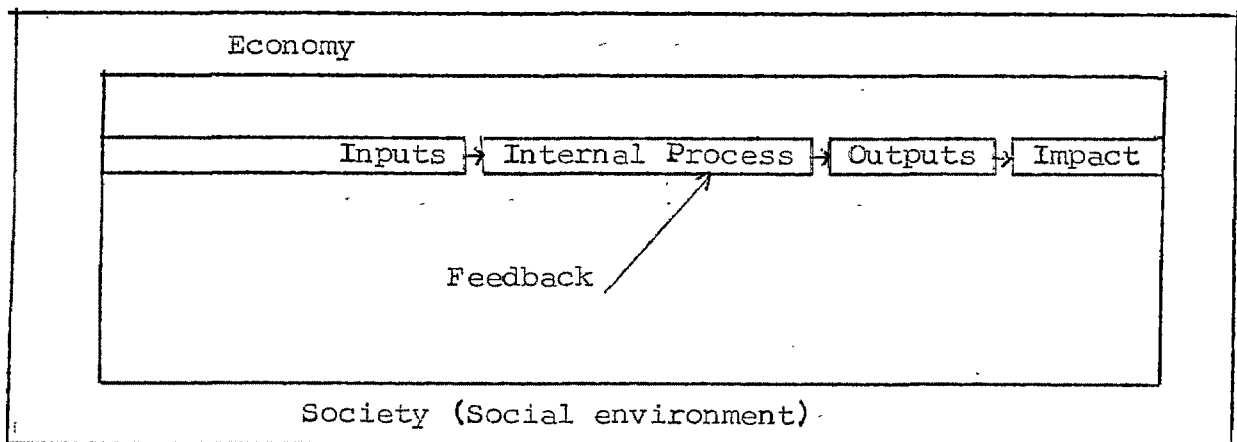 Economy
Inputs Internal Process Outputs Impact
Feedback
Society (Social environment)